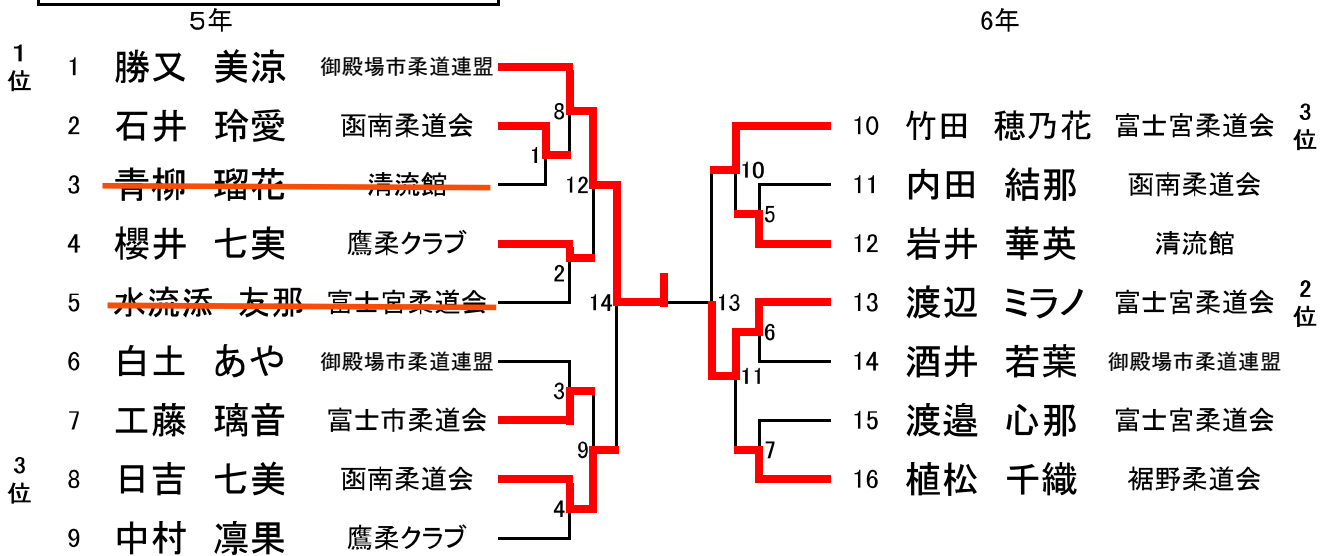 5年
6年
1位
1 勝又 美涼 御殿場市柔道連盟
2 石井 玲愛 函南柔道会
3 青柳 瑠花 清流館
4 櫻井 七実 鷹柔クラブ
5 水流添 友那 富士宮柔道会
6 白土 あや 御殿場市柔道連盟
7 工藤 璃音 富士市柔道会
3位
8 日吉 七美 函南柔道会
9 中村 凛果 鷹柔クラブ
8
1
12
2
14
3
9
4
10
5
13
6
11
7
10 竹田 穂乃花 富士宮柔道会 3位
11 内田 結那 函南柔道会
12 岩井 華英 清流館
13 渡辺 ミラノ 富士宮柔道会 2位
14 酒井 若葉 御殿場市柔道連盟
15 渡邉 心那 富士宮柔道会
16 植松 千織 裾野柔道会